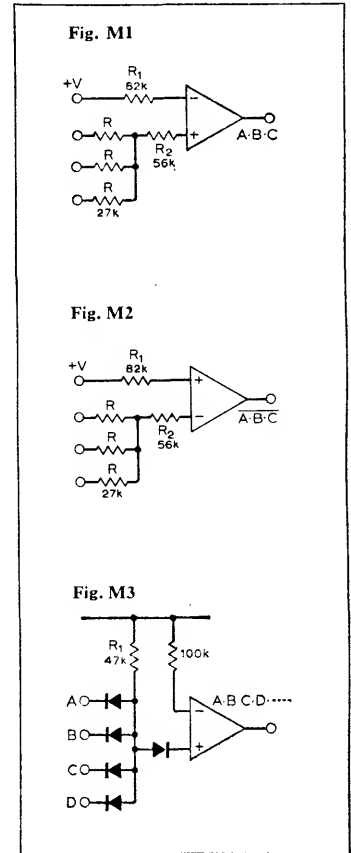 Fig. M1
+V
R1
82k
−
R
R
R2
56k
+
A·B·C
R
27k
Fig. M2
+V
R1
82k
+
R
R
R2
56k
−
A·B·C
R
27k
Fig. M3
R1
47k
100k
A
B
C
D
−
+
A·B C·D·----